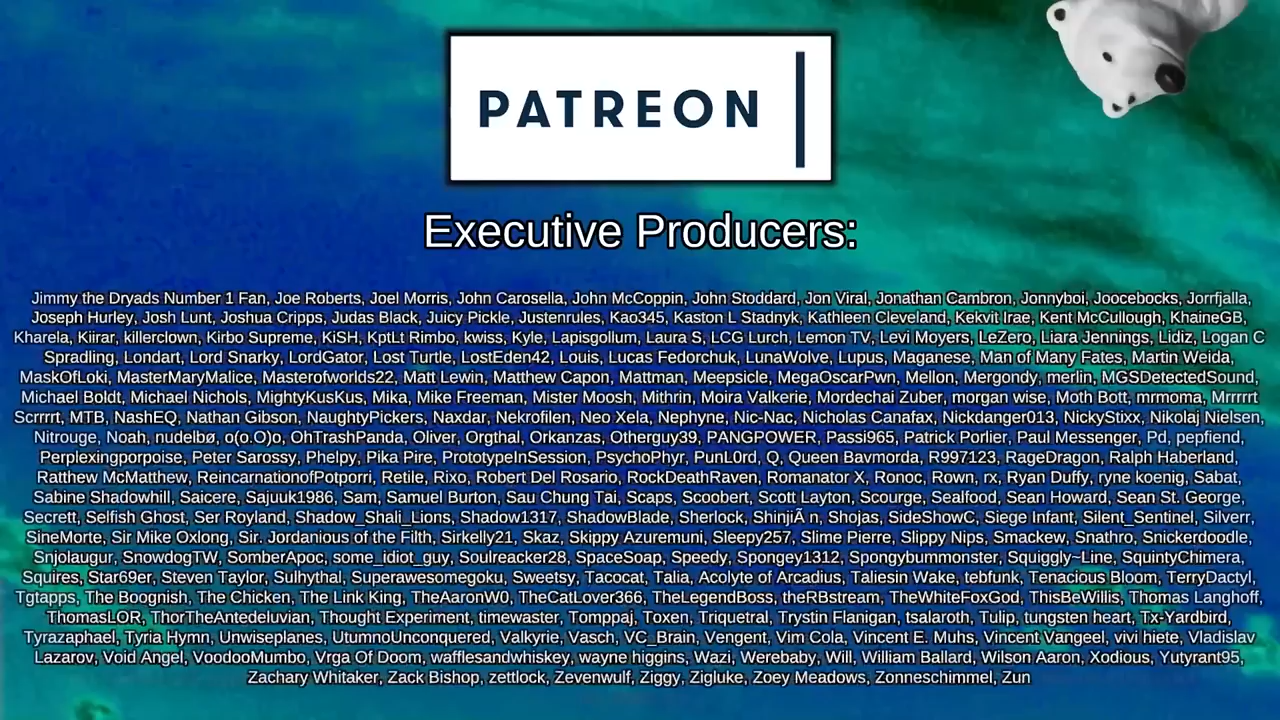 PATREON
Executive Producers:
Jimmy the Dryads Number 1 Fan, Joe Roberts, Joel Morris, John Carosella, John McCoppin, John Stoddard, Jon Viral, Jonathan Cambron, Jonnyboi, Joocebocks, Jorrfjalla,
Joseph Hurley, Josh Lunt, Joshua Cripps, Judas Black, Juicy Pickle, Justenrules, Kao345, Kaston L Stadnyk, Kathleen Cleveland, Kekvit Irae, Kent McCullough, KhaineGB,
Kharela, Kiirar, killerclown, Kirbo Supreme, KiSH, KptLt Rimbo, kwiss, Kyle, Lapisgollum, Laura S, LCG Lurch, Lemon TV, Levi Moyers, LeZero, Liara Jennings, Lidiz, Logan C
Spradling, Londart, Lord Snarky, LordGator, Lost Turtle, LostEden42, Louis, Lucas Fedorchuk, LunaWolve, Lupus, Maganese, Man of Many Fates, Martin Weida,
MaskOfLoki, MasterMaryMalice, Masterofworlds22, Matt Lewin, Matthew Capon, Mattman, Meepsicle, MegaOscarPwn, Mellon, Mergondy, merlin, MGSDetectedSound,
Michael Boldt, Michael Nichols, MightyKusKus, Mika, Mike Freeman, Mister Moosh, Mithrin, Moira Valkerie, Mordechai Zuber, morgan wise, Moth Bott, mrmoma, Mrrrrrt
Scrrrrt, MTB, NashEQ, Nathan Gibson, NaughtyPickers, Naxdar, Nekrofilen, Neo Xela, Nephyne, Nic-Nac, Nicholas Canafax, Nickdanger013, NickyStixx, Nikolaj Nielsen,
Nitrouge, Noah, nudelbø, o(o.O)o, OhTrashPanda, Oliver, Orgthal, Orkanzas, Otherguy39, PANGPOWER, Passi965, Patrick Porlier, Paul Messenger, Pd, pepfiend,
Perplexingporpoise, Peter Sarossy, Phelpy, Pika Pire, PrototypeInSession, PsychoPhyr, PunL0rd, Q, Queen Bavmorda, R997123, RageDragon, Ralph Haberland,
Ratthew McMatthew, ReincarnationofPotporri, Retile, Rixo, Robert Del Rosario, RockDeathRaven, Romanator X, Ronoc, Rown, rx, Ryan Duffy, ryne koenig, Sabat,
Sabine Shadowhill, Saicere, Sajuuk1986, Sam, Samuel Burton, Sau Chung Tai, Scaps, Scoobert, Scott Layton, Scourge, Sealfood, Sean Howard, Sean St. George,
Secrett, Selfish Ghost, Ser Royland, Shadow_Shali_Lions, Shadow1317, ShadowBlade, Sherlock, ShinjiÃ n, Shojas, SideShowC, Siege Infant, Silent_Sentinel, Silverr,
SineMorte, Sir Mike Oxlong, Sir. Jordanious of the Filth, Sirkelly21, Skaz, Skippy Azuremuni, Sleepy257, Slime Pierre, Slippy Nips, Smackew, Snathro, Snickerdoodle,
Snjolaugur, SnowdogTW, SomberApoo, some_idiot_guy, Soulreacker28, SpaceSoap, Speedy, Spongey1312, Spongybummonster, Squiggly~Line, SquintyChimera,
Squires, Star69er, Steven Taylor, Sulhythal, Superawesomegoku, Sweetsy, Tacocat, Talia, Acolyte of Arcadius, Taliesin Wake, tebfunk, Tenacious Bloom, TerryDactyl,
Tgtapps, The Boognish, The Chicken, The Link King, TheAaronW0, TheCatLover366, TheLegendBoss, theRBstream, TheWhiteFoxGod, ThisBeWillis, Thomas Langhoff,
ThomasLOR, ThorTheAntedeluvian, Thought Experiment, timewaster, Tomppaj, Toxen, Triquetral, Trystin Flanigan, tsalaroth, Tulip, tungsten heart, Tx-Yardbird,
Tyrazaphael, Tyria Hymn, Unwiseplanes, UtumnoUnconquered, Valkyrie, Vasch, VC_Brain, Vengent, Vim Cola, Vincent E. Muhs, Vincent Vangeel, vivi hiete, Vladislav
Lazarov, Void Angel, VoodooMumbo, Vrga Of Doom, wafflesandwhiskey, wayne higgins, Wazi, Werebaby, Will, William Ballard, Wilson Aaron, Xodious, Yutyrant95,
Zachary Whitaker, Zack Bishop, zettlock, Zevenwulf, Ziggy, Zigluke, Zoey Meadows, Zonneschimmel, Zun